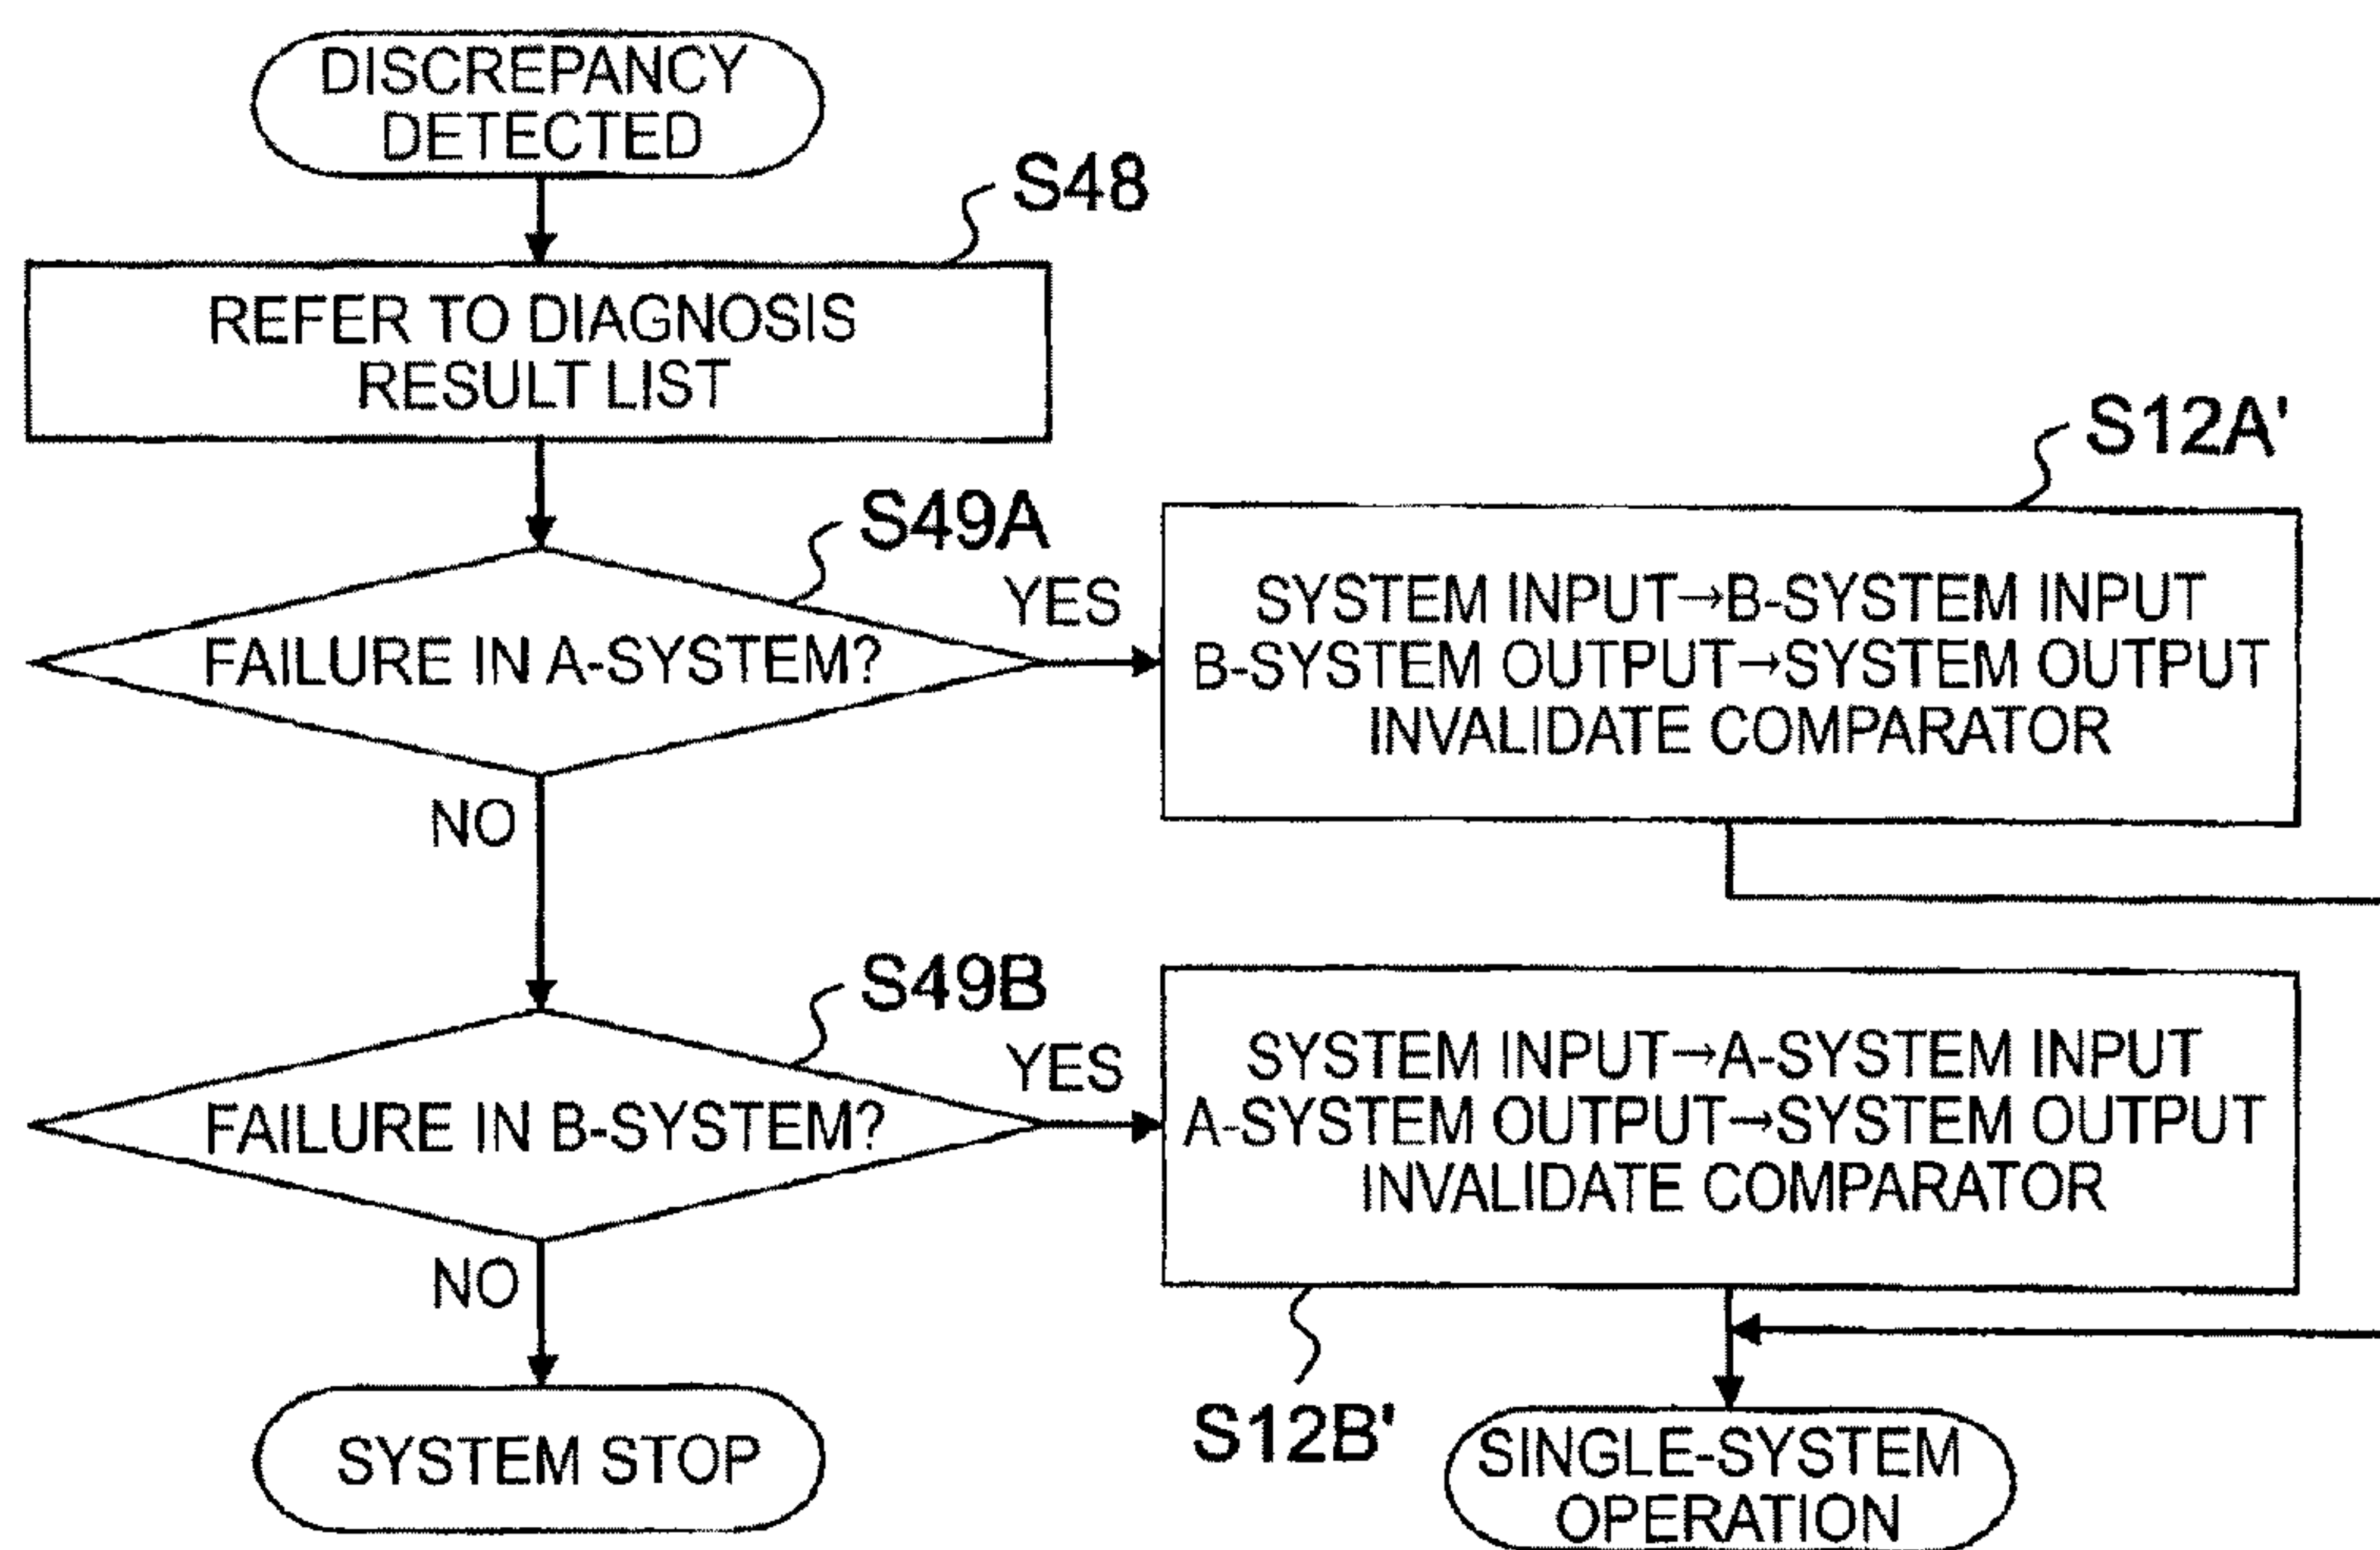 DISCREPANCY
DETECTED
S48
REFER TO DIAGNOSIS
RESULT LIST
S12A'
S49A
YES
SYSTEM INPUT→B-SYSTEM INPUT
B-SYSTEM OUTPUT→SYSTEM OUTPUT
INVALIDATE COMPARATOR
FAILURE IN A-SYSTEM?
NO
S49B
YES
SYSTEM INPUT→A-SYSTEM INPUT
A-SYSTEM OUTPUT→SYSTEM OUTPUT
INVALIDATE COMPARATOR
FAILURE IN B-SYSTEM?
NO
S12B'
SYSTEM STOP
SINGLE-SYSTEM
OPERATION